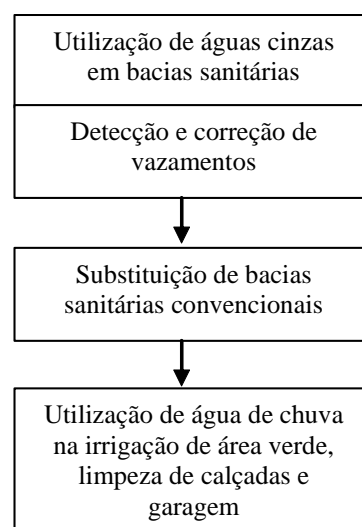 Utilização de águas cinzas
em bacias sanitárias
Detecção e correção de
vazamentos
Substituição de bacias
sanitárias convencionais
Utilização de água de chuva
na irrigação de área verde,
limpeza de calçadas e
garagem